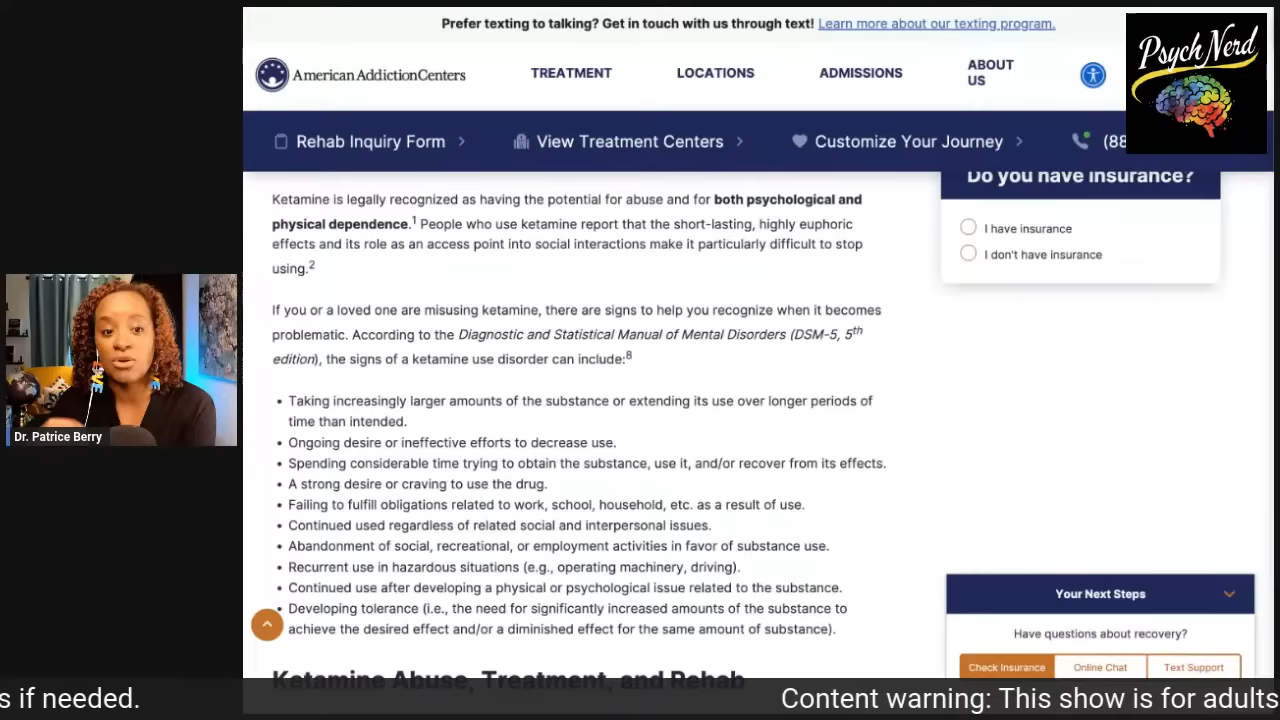 Prefer texting to talking? Get in touch with us through text! Learn more about our texting program.
American Addiction Centers
TREATMENT
LOCATIONS
ADMISSIONS
ABOUT
US
PsychNerd
Rehab Inquiry Form
View Treatment Centers
Customize Your Journey
(88
Ketamine is legally recognized as having the potential for abuse and for both psychological and
physical dependence.1 People who use ketamine report that the short-lasting, highly euphoric
effects and its role as an access point into social interactions make it particularly difficult to stop
using.2
If you or a loved one are misusing ketamine, there are signs to help you recognize when it becomes
problematic. According to the Diagnostic and Statistical Manual of Mental Disorders (DSM-5, 5th
edition), the signs of a ketamine use disorder can include:8
• Taking increasingly larger amounts of the substance or extending its use over longer periods of
time than intended.
• Ongoing desire or ineffective efforts to decrease use.
• Spending considerable time trying to obtain the substance, use it, and/or recover from its effects.
• A strong desire or craving to use the drug.
• Failing to fulfill obligations related to work, school, household, etc. as a result of use.
• Continued used regardless of related social and interpersonal issues.
• Abandonment of social, recreational, or employment activities in favor of substance use.
• Recurrent use in hazardous situations (e.g., operating machinery, driving).
• Continued use after developing a physical or psychological issue related to the substance.
• Developing tolerance (i.e., the need for significantly increased amounts of the substance to
achieve the desired effect and/or a diminished effect for the same amount of substance).
Ketamine Abuse, Treatment, and Rehab
Do you have insurance?
I have insurance
I don't have insurance
Your Next Steps
Have questions about recovery?
Check Insurance
Online Chat
Text Support
Dr. Patrice Berry
s if needed.
Content warning: This show is for adults